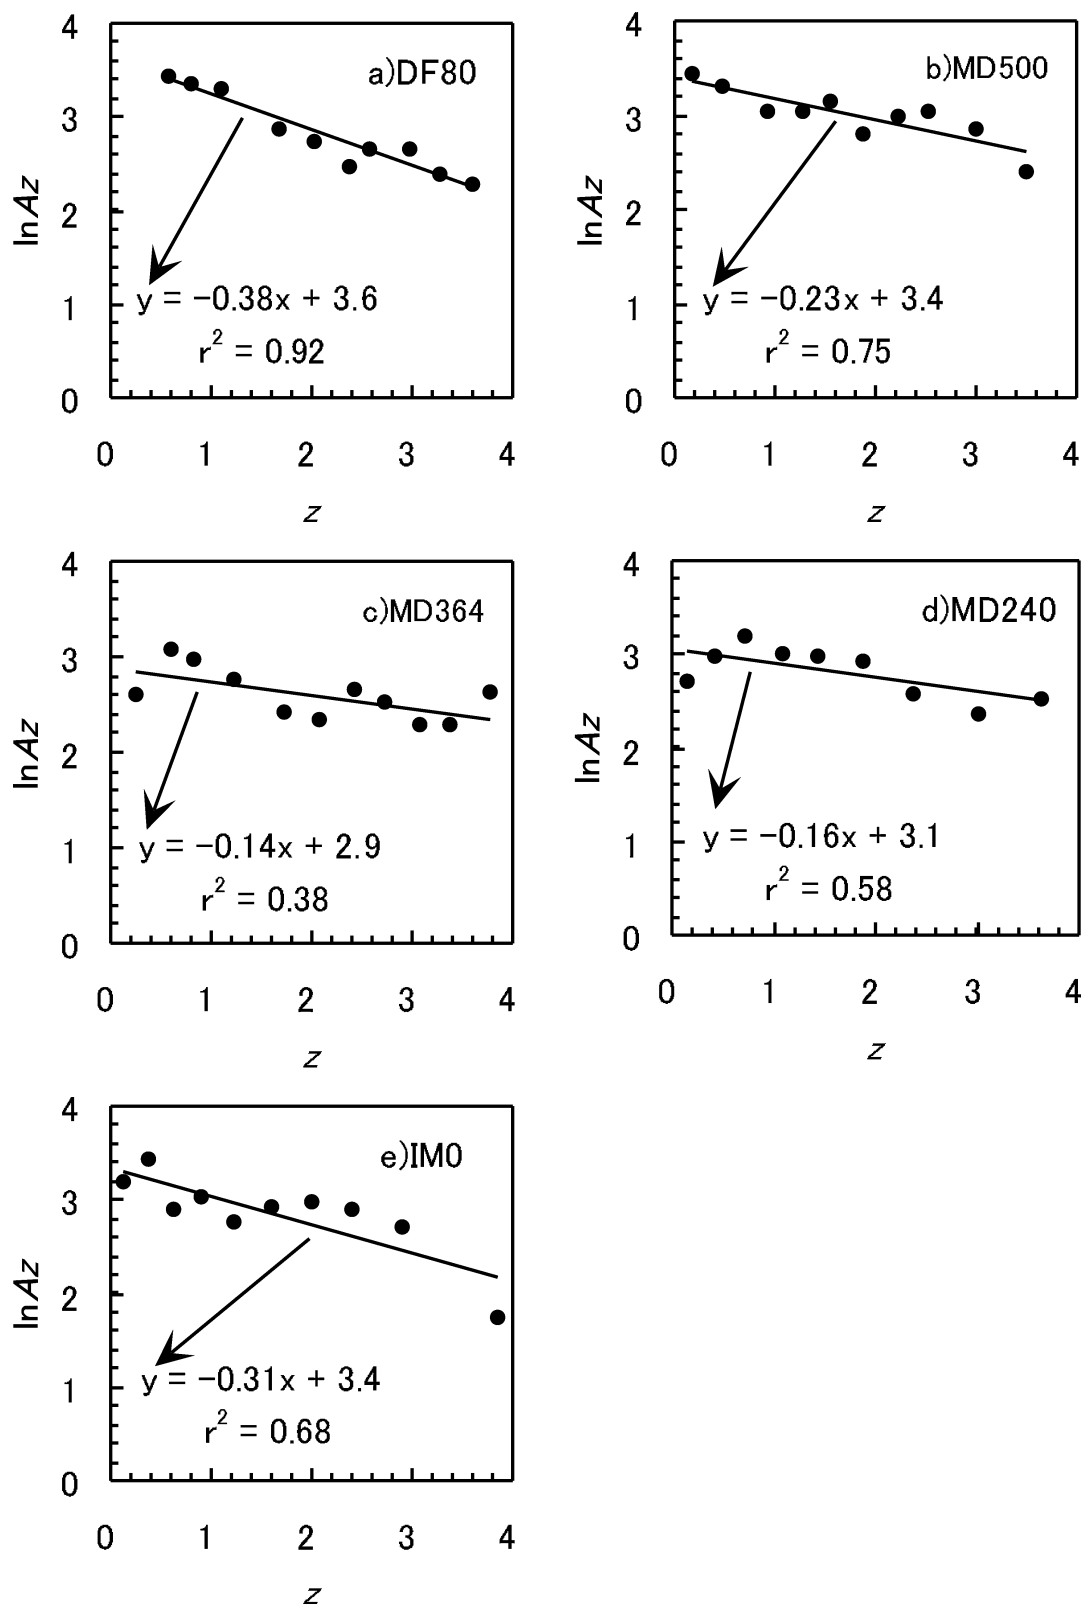 a)DF80
4
3
2
1
0
lnAz
y = −0.38x + 3.6
r² = 0.92
0 1 2 3 4
z
b)MD500
4
3
2
1
0
lnAz
y = −0.23x + 3.4
r² = 0.75
0 1 2 3 4
z
c)MD364
4
3
2
1
0
lnAz
y = −0.14x + 2.9
r² = 0.38
0 1 2 3 4
z
d)MD240
4
3
2
1
0
lnAz
y = −0.16x + 3.1
r² = 0.58
0 1 2 3 4
z
e)IM0
4
3
2
1
0
lnAz
y = −0.31x + 3.4
r² = 0.68
0 1 2 3 4
z